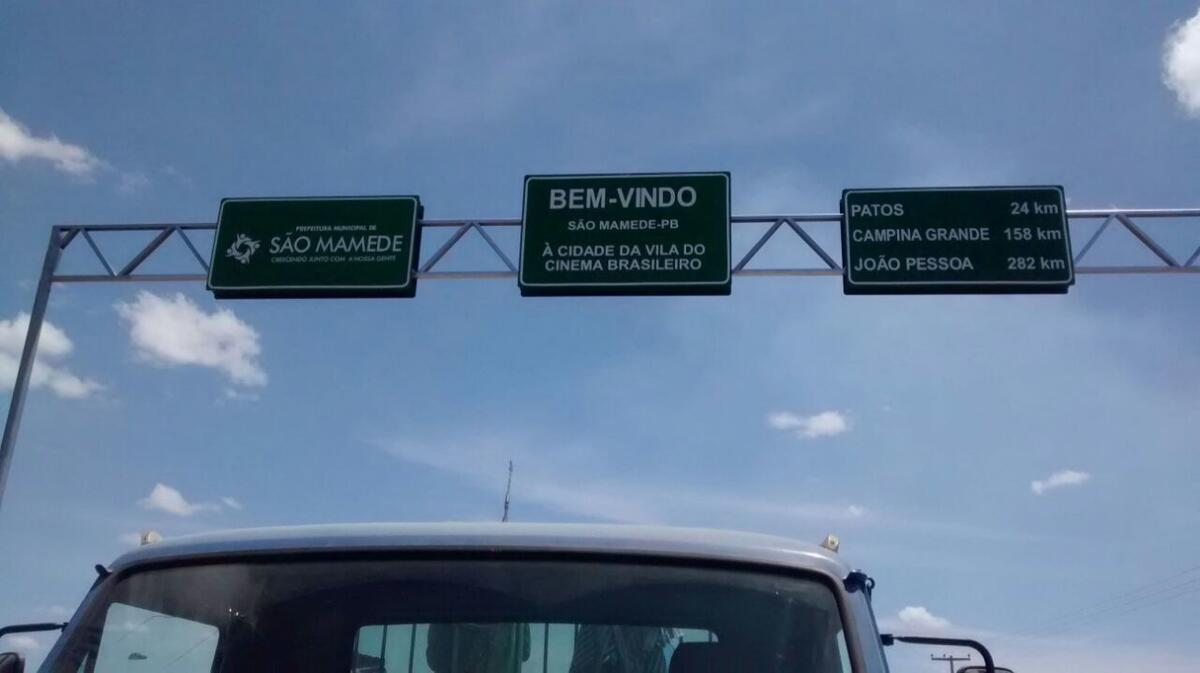 PREFEITURA MUNICIPAL DE
SÃO MAMEDE
CRESCENDO JUNTO COM A NOSSA GENTE
BEM-VINDO
SÃO MAMEDE-PB
À CIDADE DA VILA DO
CINEMA BRASILEIRO
PATOS 24 km
CAMPINA GRANDE 158 km
JOÃO PESSOA 282 km